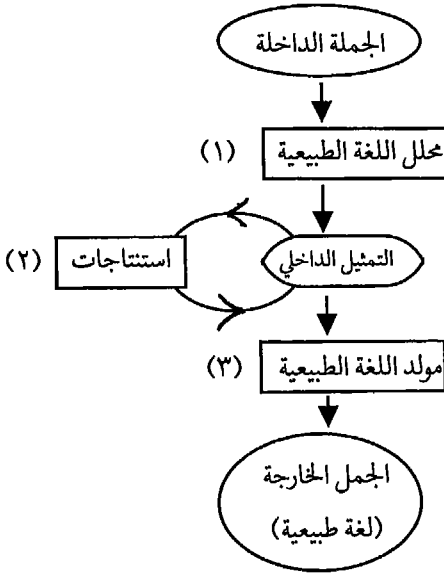 الجملة الداخلة
محلل اللغة الطبيعية (١)
التمثيل الداخلي
استنتاجات (٢)
مولد اللغة الطبيعية (٣)
الجمل الخارجة
(لغة طبيعية)